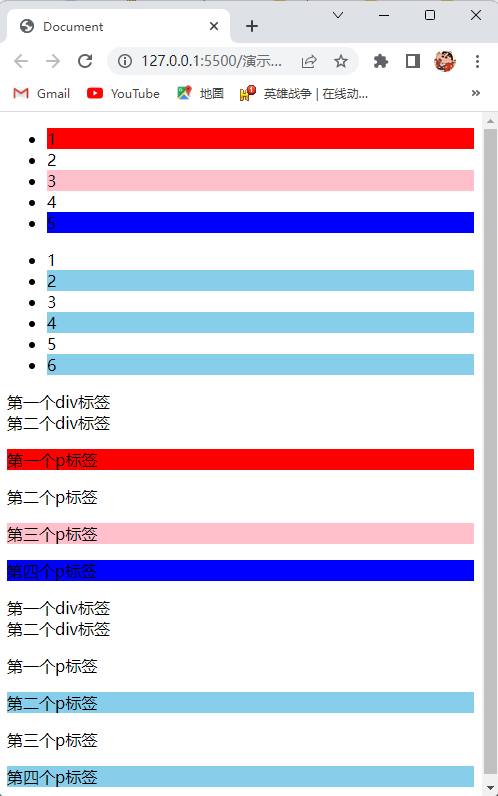 Document
127.0.0.1:5500/演示...
Gmail YouTube 地图 英雄战争 | 在线动...
1
2
3
4
5
1
2
3
4
5
6
第一个div标签
第二个div标签
第一个p标签
第二个p标签
第三个p标签
第四个p标签
第一个div标签
第二个div标签
第一个p标签
第二个p标签
第三个p标签
第四个p标签